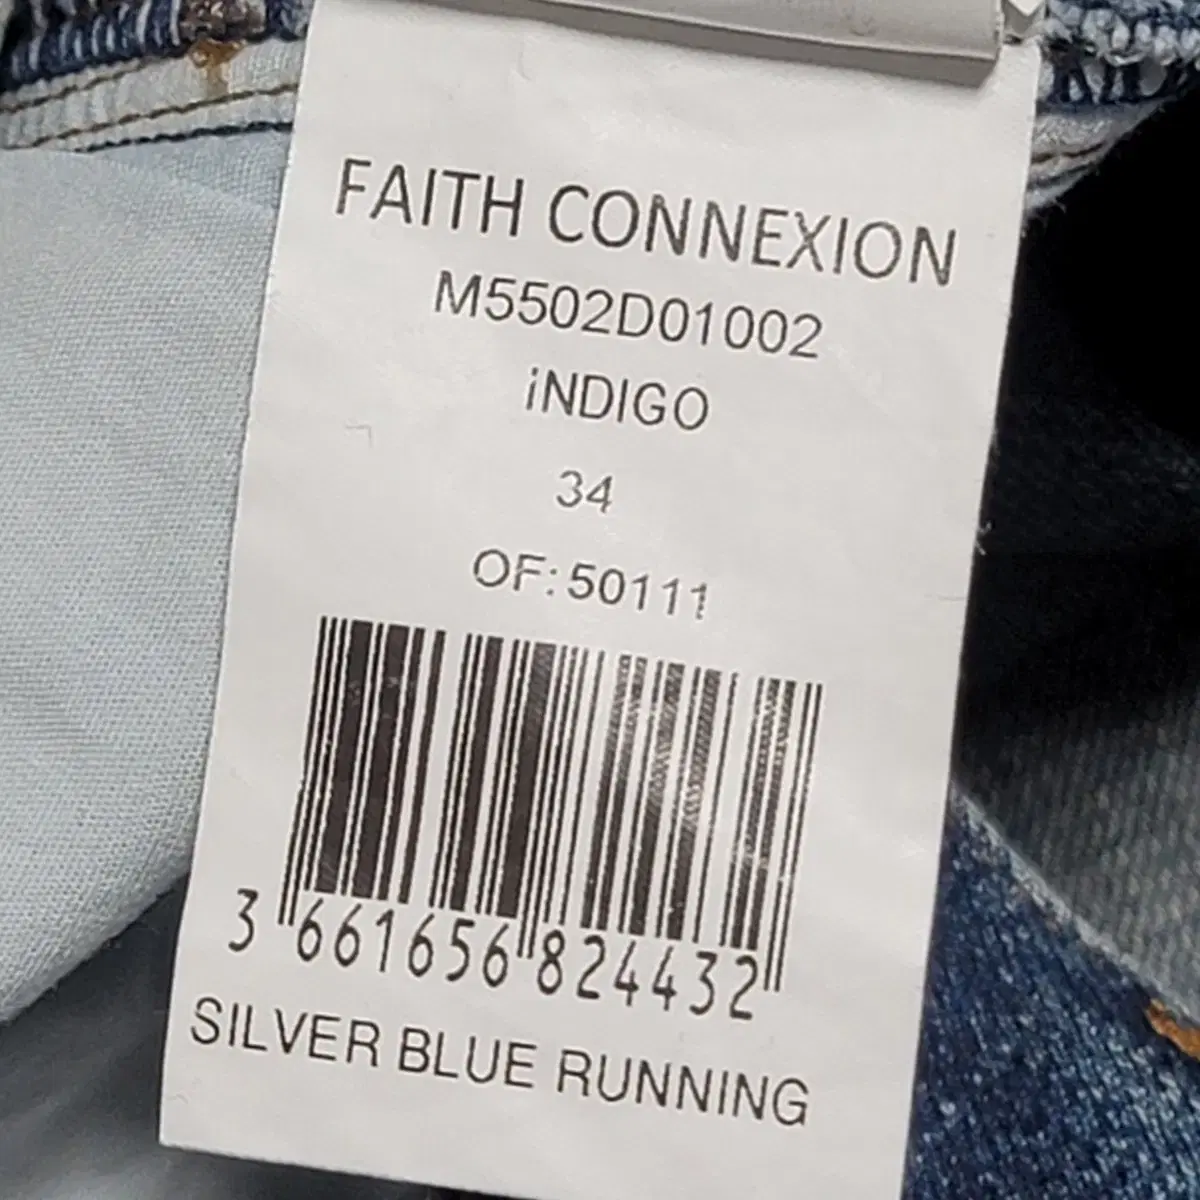 FAITH CONNEXION
M5502D01002
iNDIGO
34
OF:50111
3 661656 824432
SILVER BLUE RUNNING